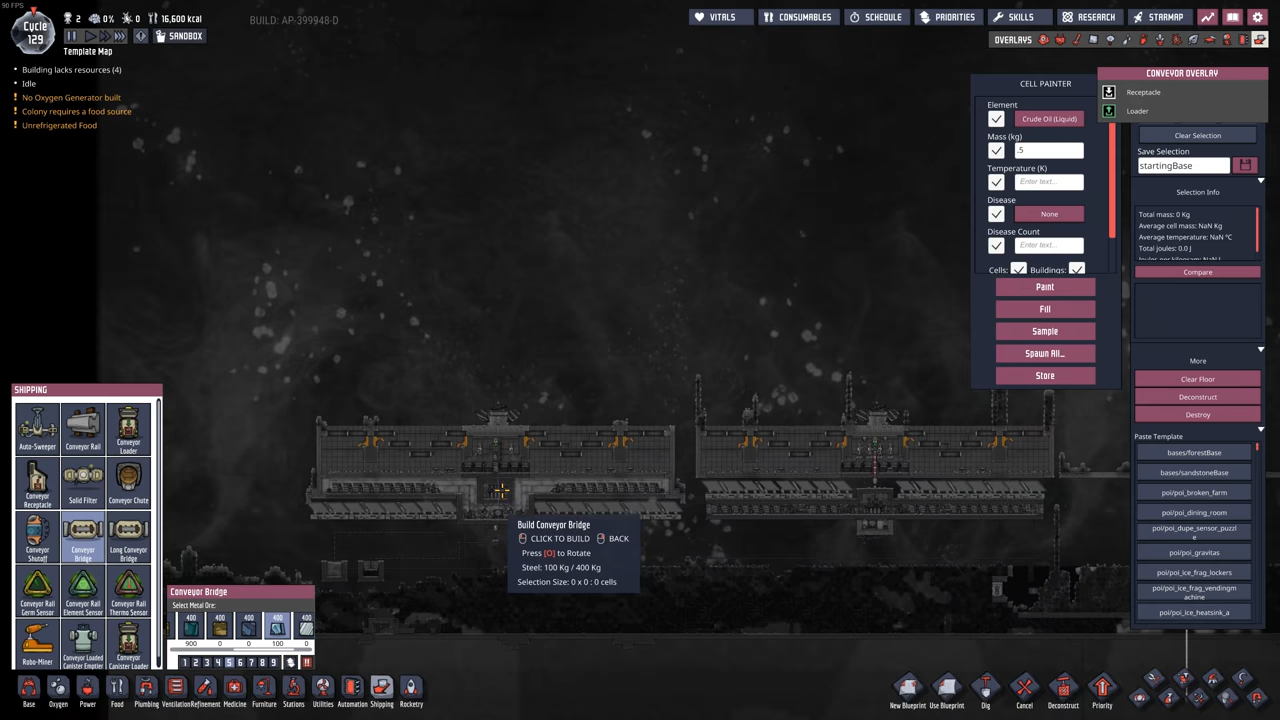 90 FPS
Cycle
129
2
0%
0
16,600 kcal
BUILD: AP-399948-D
SANDBOX
Template Map
VITALS
CONSUMABLES
SCHEDULE
PRIORITIES
SKILLS
RESEARCH
STARMAP
OVERLAYS
• Building lacks resources (4)
• Idle
! No Oxygen Generator built
! Colony requires a food source
! Unrefrigerated Food
CONVEYOR OVERLAY
Receptacle
Loader
CELL PAINTER
Element
Crude Oil (Liquid)
Mass (kg)
.5
Temperature (K)
Enter text...
Disease
None
Disease Count
Enter text...
Cells:
Buildings:
Paint
Fill
Sample
Spawn All...
Store
Clear Selection
Save Selection
startingBase
Selection Info
Total mass: 0 Kg
Average cell mass: NaN Kg
Average temperature: NaN °C
Total joules: 0.0 J
Joules per kilogram: NaN J
Compare
More
Clear Floor
Deconstruct
Destroy
Paste Template
bases/forestBase
bases/sandstoneBase
poi/poi_broken_farm
poi/poi_dining_room
poi/poi_dupe_sensor_puzzl
e
poi/poi_gravitas
poi/poi_ice_frag_lockers
poi/poi_ice_frag_vendingm
achine
poi/poi_ice_heatsink_a
Build Conveyor Bridge
CLICK TO BUILD
BACK
Press [O] to Rotate
Steel: 100 Kg / 400 Kg
Selection Size: 0 x 0 : 0 cells
SHIPPING
Auto-Sweeper
Conveyor Rail
Conveyor
Loader
Conveyor
Receptacle
Solid Filter
Conveyor Chute
Conveyor
Shutoff
Conveyor
Bridge
Long Conveyor
Bridge
Conveyor Rail
Germ Sensor
Conveyor Rail
Element Sensor
Conveyor Rail
Thermo Sensor
Robo-Miner
Conveyor Loaded
Canister Emptier
Conveyor
Canister Loader
Conveyor Bridge
Select Metal Ore:
400
400
400
400
400
900
0
0
100
0
1 2 3 4 5 6 7 8 9
!!
Base
Oxygen
Power
Food
Plumbing
Ventilation
Refinement
Medicine
Furniture
Stations
Utilities
Automation
Shipping
Rocketry
New Blueprint
Use Blueprint
Dig
Cancel
Deconstruct
Priority